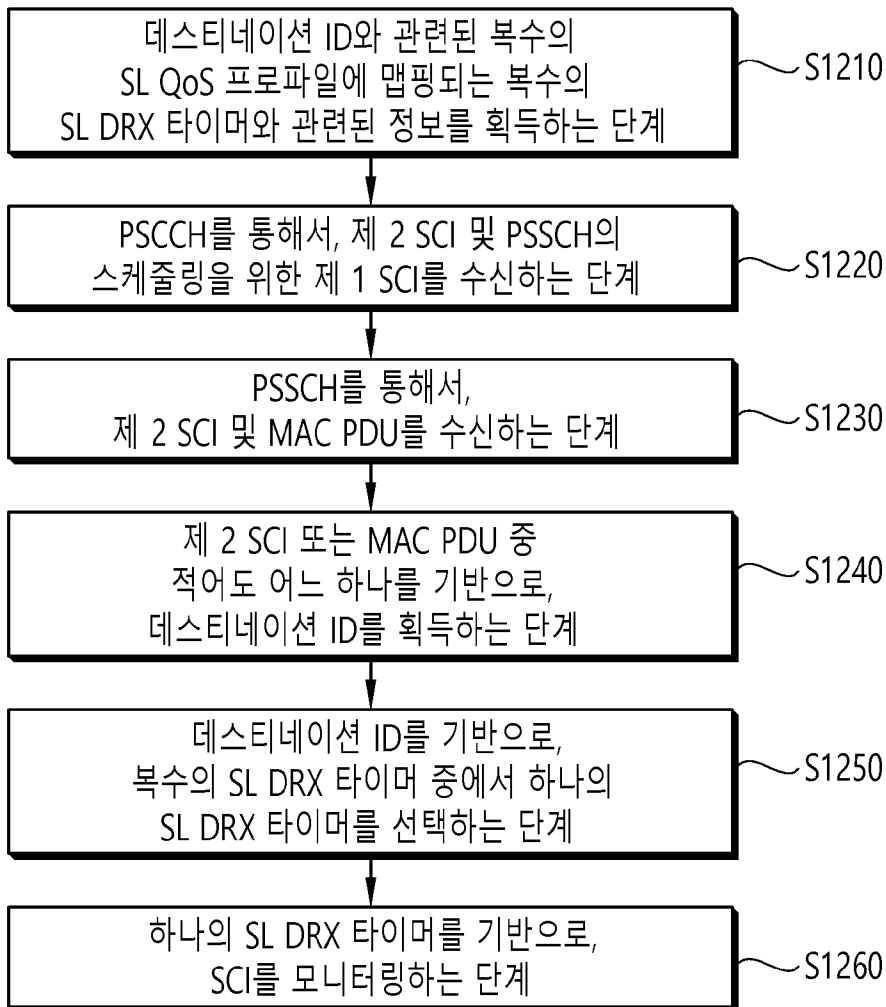 데스티네이션 ID와 관련된 복수의
SL QoS 프로파일에 맵핑되는 복수의
SL DRX 타이머와 관련된 정보를 획득하는 단계
S1210
PSCCH를 통해서, 제 2 SCI 및 PSSCH의
스케줄링을 위한 제 1 SCI를 수신하는 단계
S1220
PSSCH를 통해서,
제 2 SCI 및 MAC PDU를 수신하는 단계
S1230
제 2 SCI 또는 MAC PDU 중
적어도 어느 하나를 기반으로,
데스티네이션 ID를 획득하는 단계
S1240
데스티네이션 ID를 기반으로,
복수의 SL DRX 타이머 중에서 하나의
SL DRX 타이머를 선택하는 단계
S1250
하나의 SL DRX 타이머를 기반으로,
SCI를 모니터링하는 단계
S1260